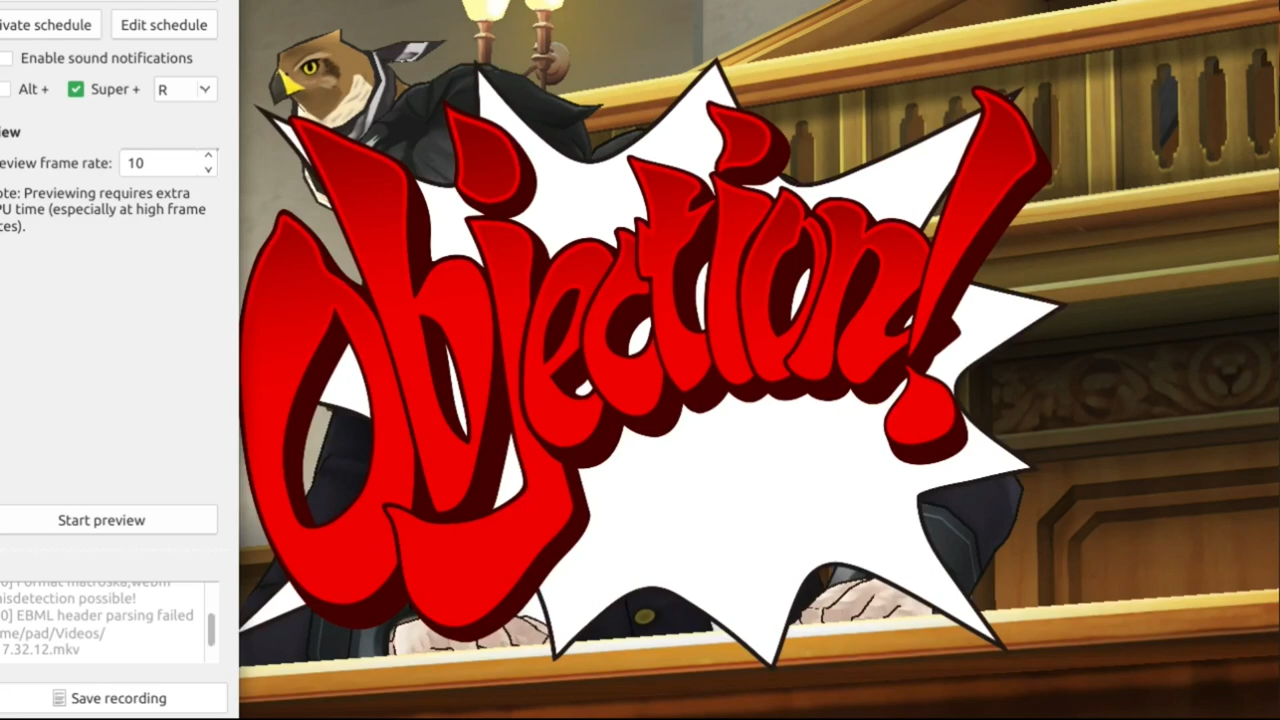 ivate schedule
Edit schedule
Enable sound notifications
Alt +
Super +
R
iew
eview frame rate:
10
ote: Previewing requires extra
PU time (especially at high frame
ces).
Start preview
0] Format matroska,webm
isdetection possible!
0] EBML header parsing failed
me/pad/Videos/
17.32.12.mkv
Save recording
Objection!